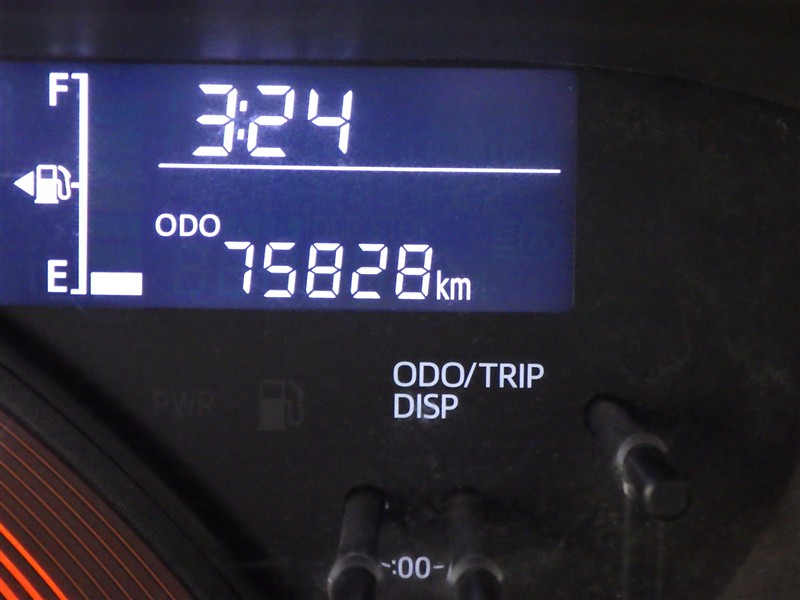 F
3:24
ODO
75828km
E
ODO/TRIP
DISP
PWR
-:00-